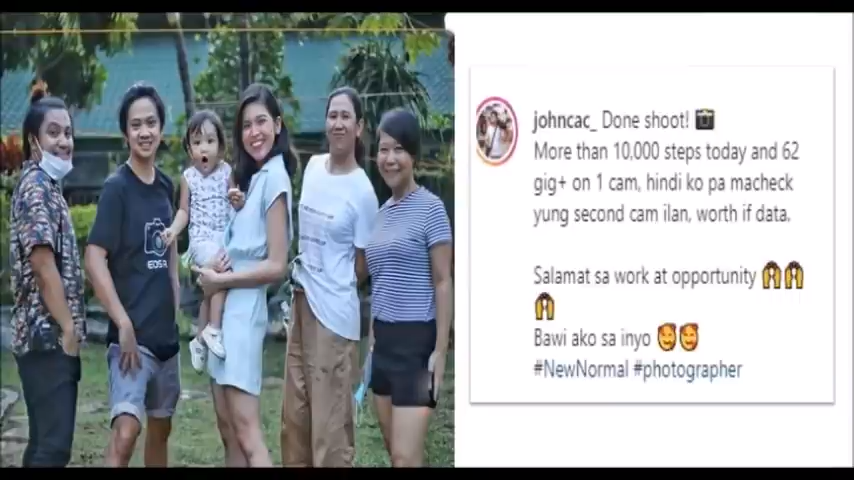 EOS R
johncac_ Done shoot! 📷
More than 10,000 steps today and 62
gig+ on 1 cam, hindi ko pa macheck
yung second cam ilan, worth if data.
Salamat sa work at opportunity 🙌🙌
🙌
Bawi ako sa inyo 🥰🥰
#NewNormal #photographer